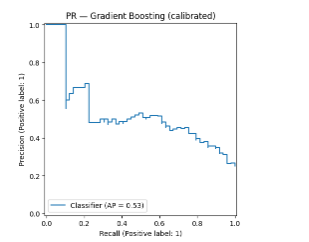 PR — Gradient Boosting (calibrated)
Precision (Positive label: 1)
1.0
0.8
0.6
0.4
0.2
0.0
Classifier (AP = 0.53)
0.0 0.2 0.4 0.6 0.8 1.0
Recall (Positive label: 1)